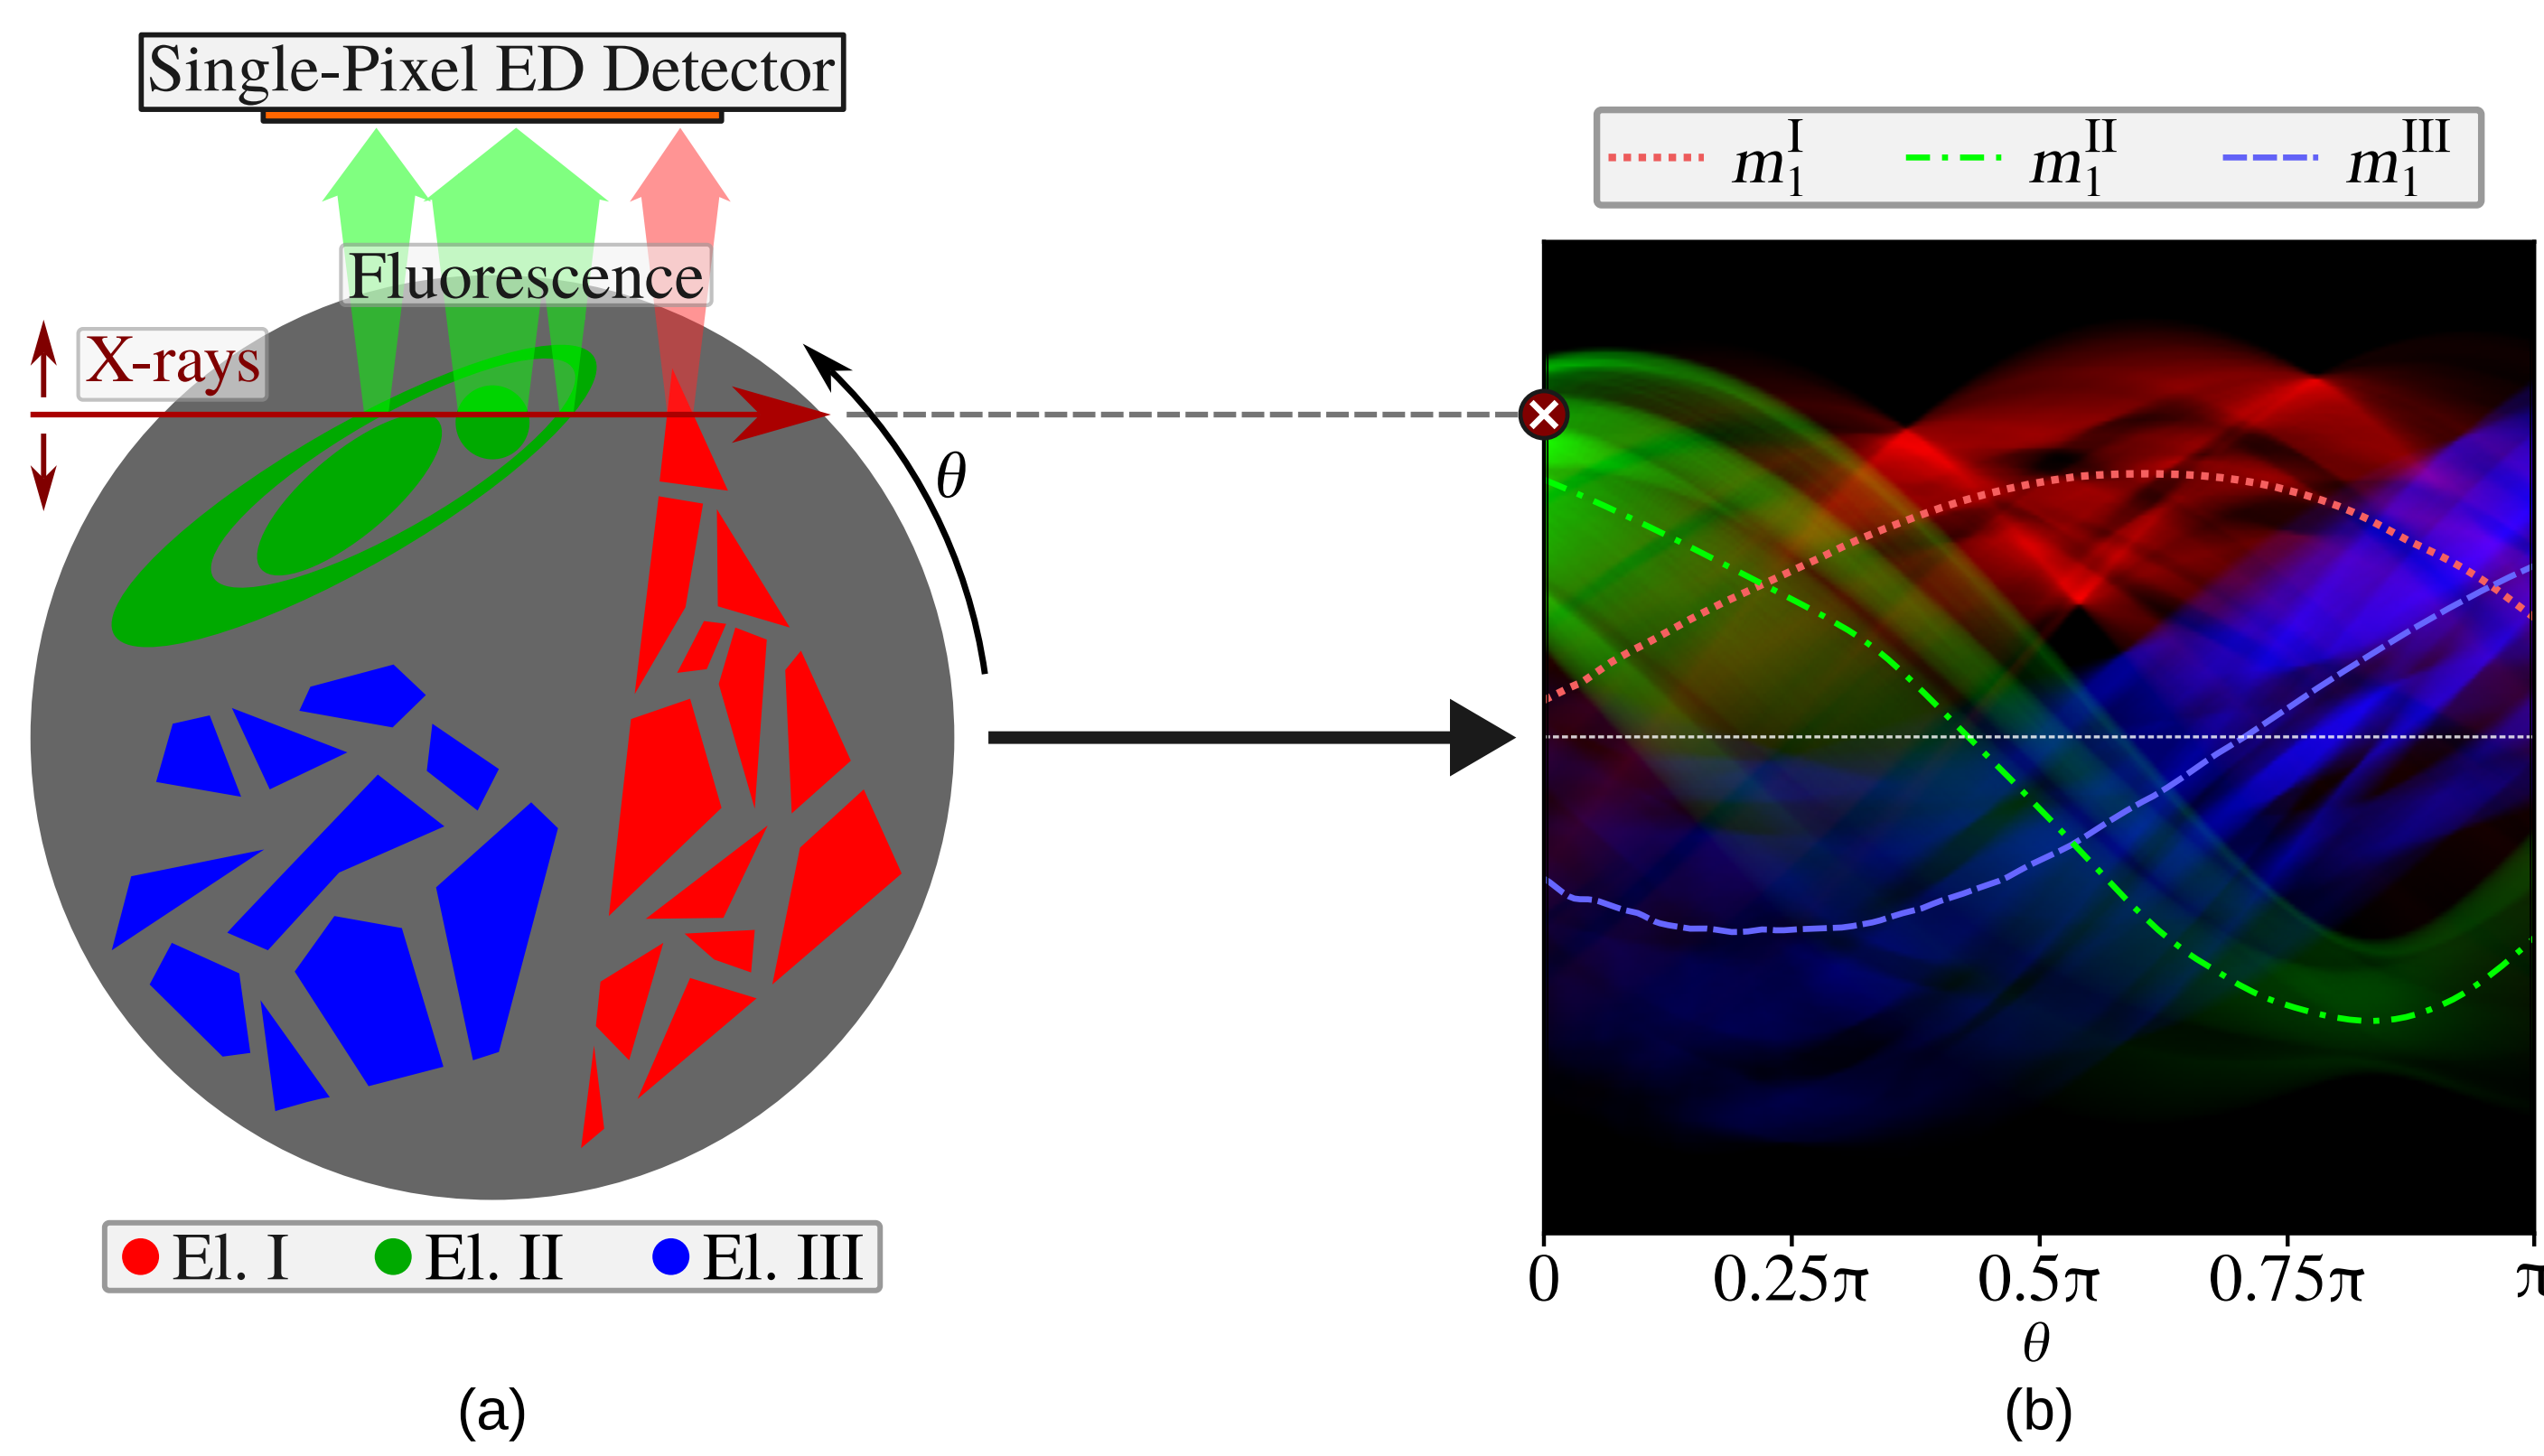 Single-Pixel ED Detector
Fluorescence
X-rays
θ
El. I El. II El. III
(a)
m₁ᴵ m₁ᴵᴵ m₁ᴵᴵᴵ
0 0.25π 0.5π 0.75π π
θ
(b)